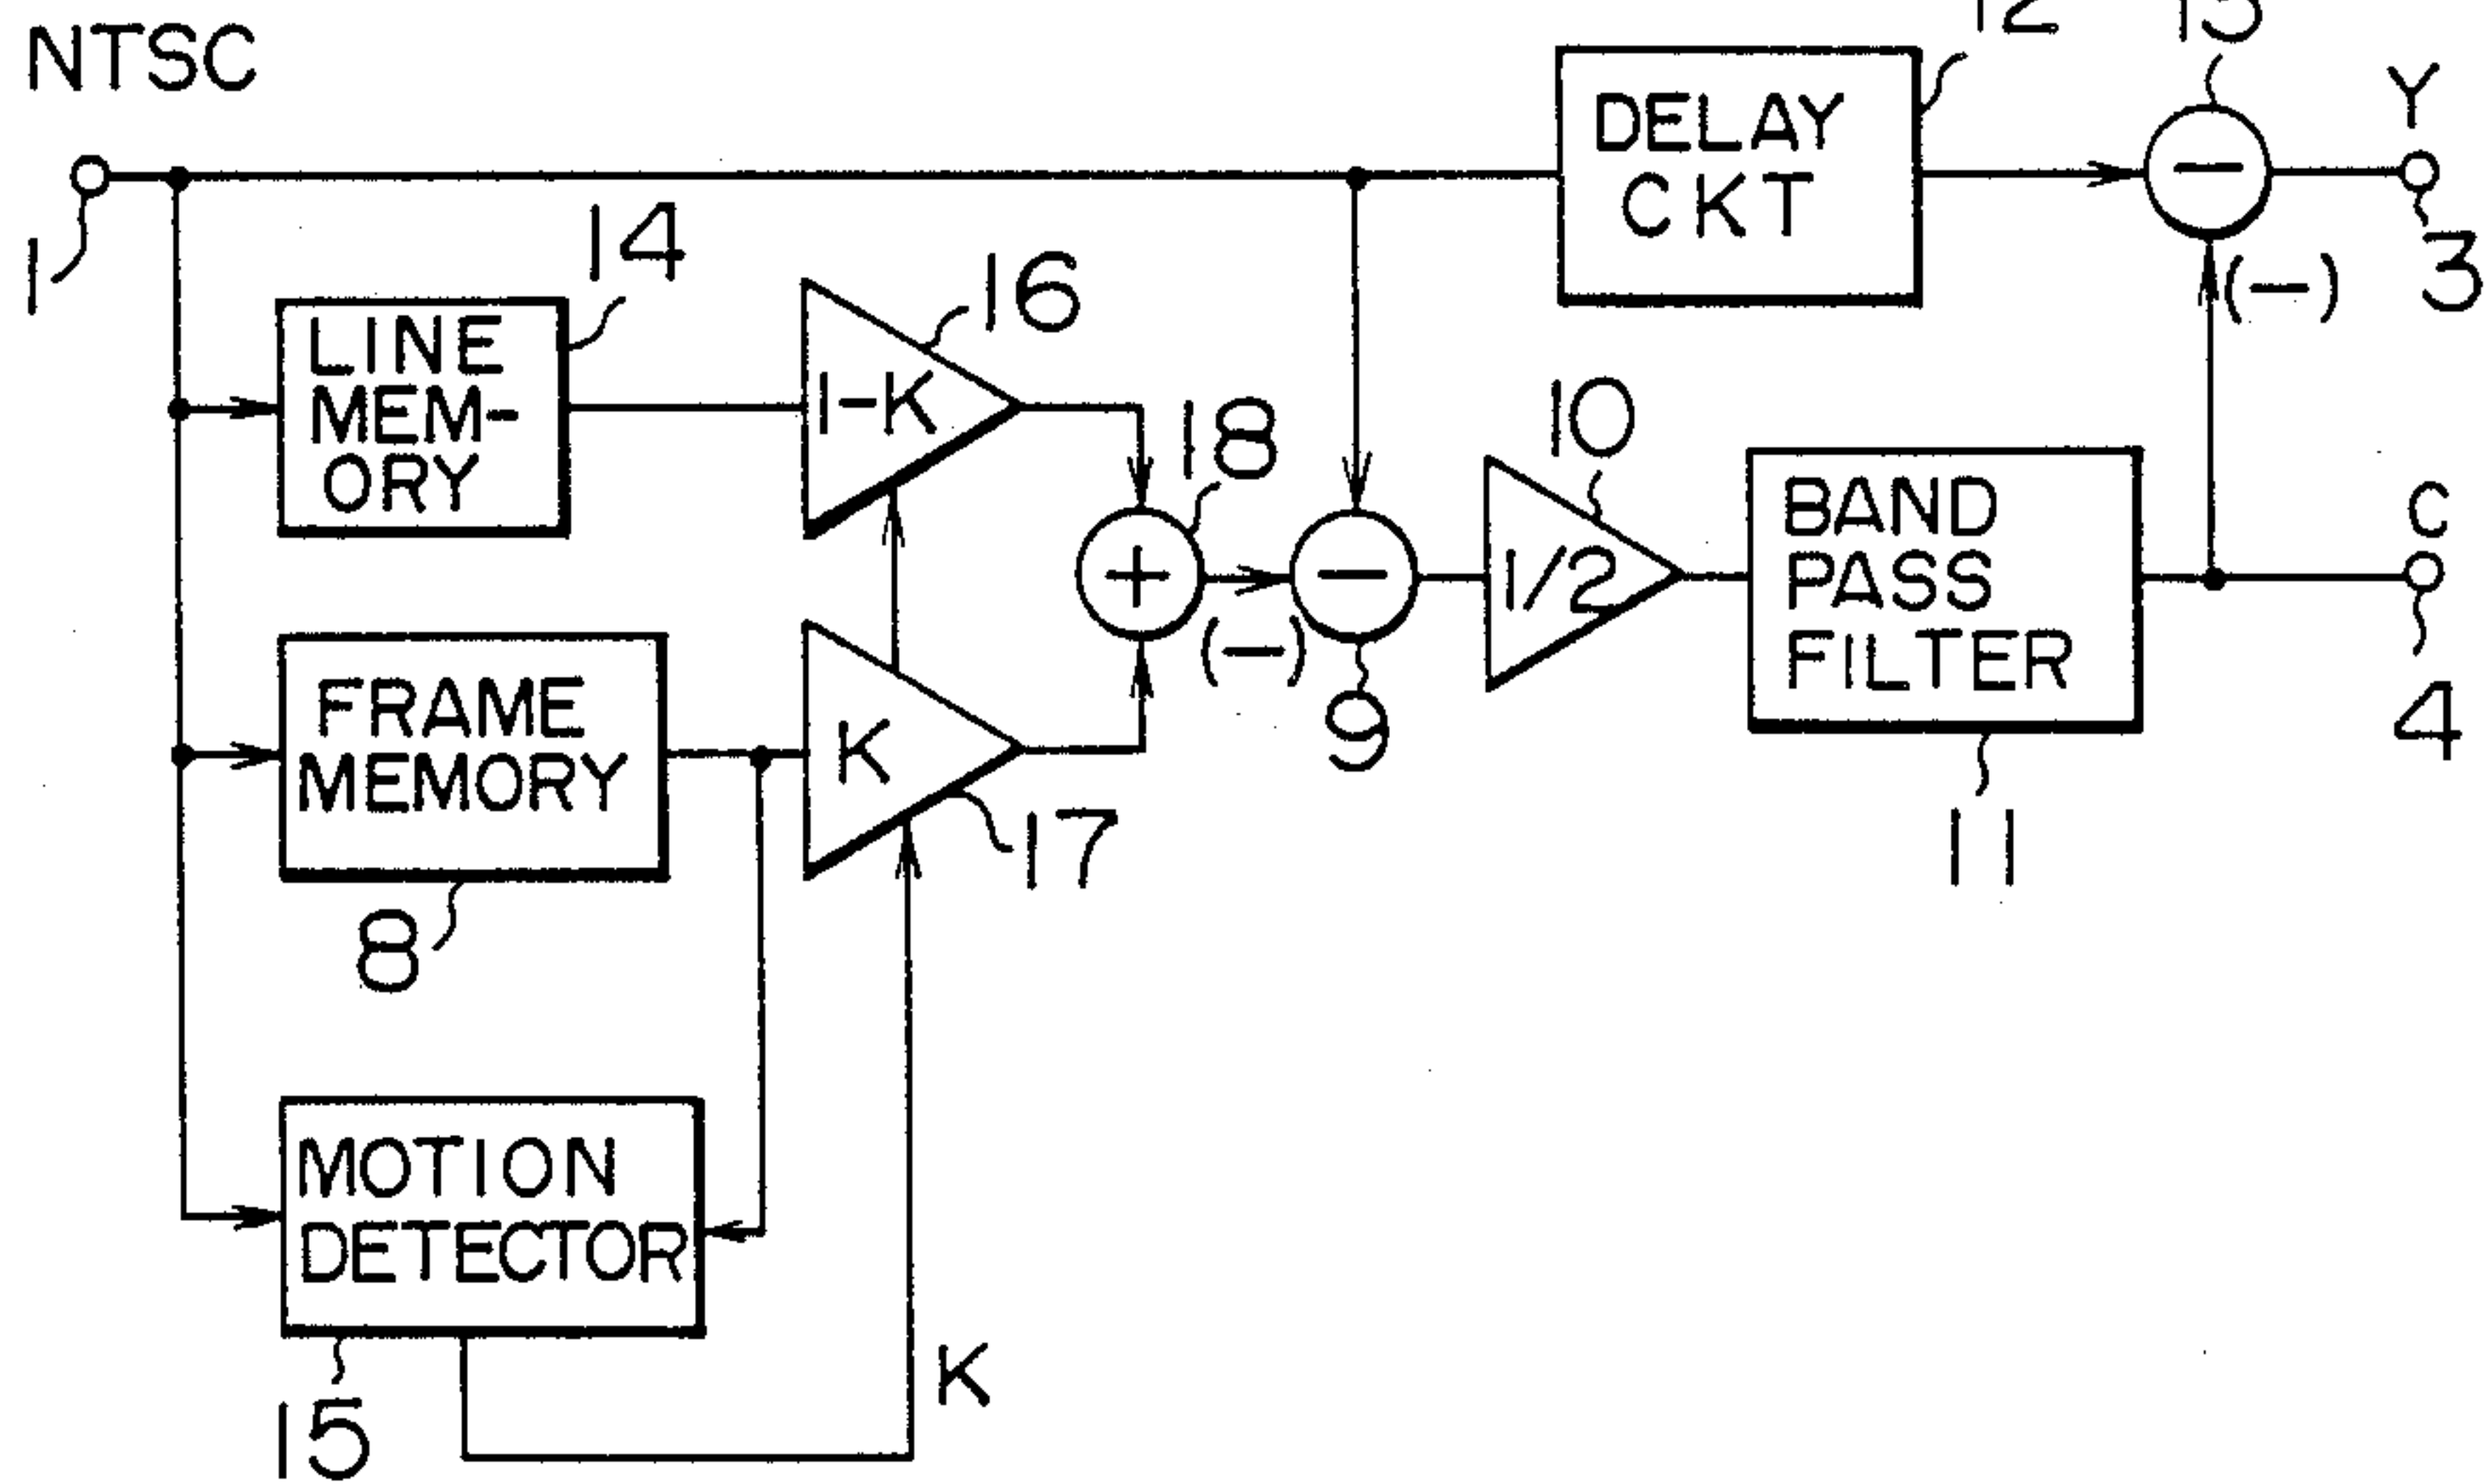 NTSC
12
Y
DELAY
CKT
1
14
16
3
(−)
LINE
MEM-
ORY
1-K
18
10
BAND
PASS
FILTER
C
+
−
1/2
(−)
4
FRAME
MEMORY
K
9
17
11
8
MOTION
DETECTOR
K
15